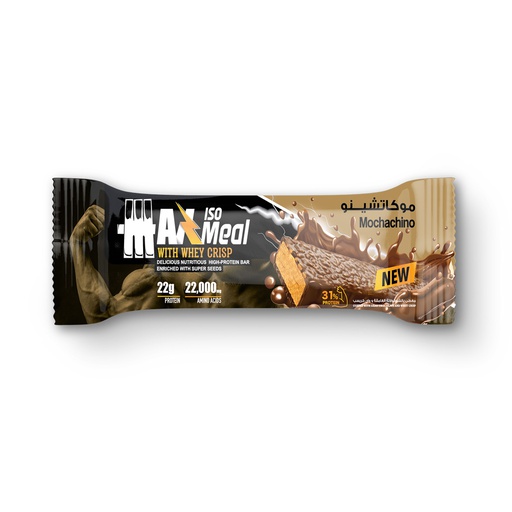 MAX ISO Meal
WITH WHEY CRISP
DELICIOUS NUTRITIOUS HIGH-PROTEIN BAR
ENRICHED WITH SUPER SEEDS
22g
PROTEIN
22,000mg
AMINO ACIDS
31%
PROTEIN
موكاتشينو
Mochachino
NEW